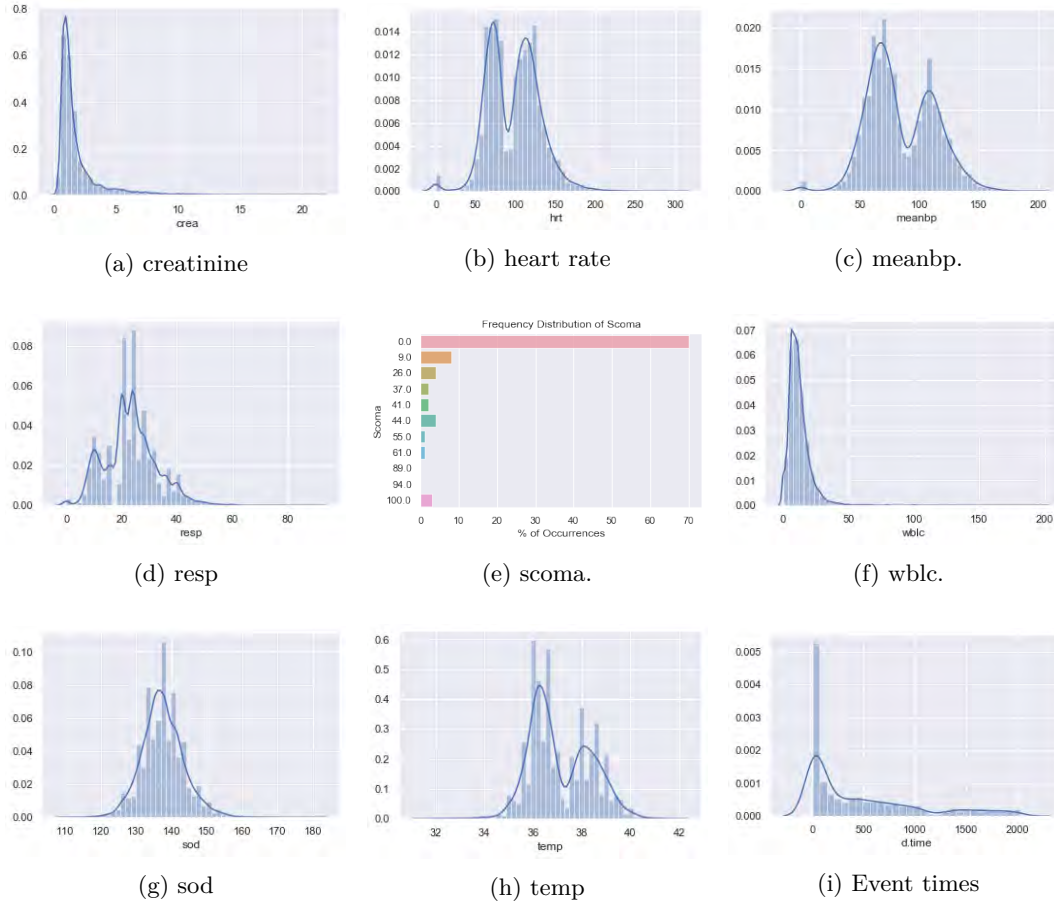 0.8
0.6
0.4
0.2
0.0
0 5 10 15 20
crea
(a) creatinine
0.014
0.012
0.010
0.008
0.006
0.004
0.002
0.000
0 50 100 150 200 250 300
hrt
(b) heart rate
0.020
0.015
0.010
0.005
0.000
0 50 100 150 200
meanbp
(c) meanbp.
0.08
0.06
0.04
0.02
0.00
0 20 40 60 80
resp
(d) resp
Frequency Distribution of Scoma
Scoma
0.0
9.0
26.0
37.0
41.0
44.0
55.0
61.0
89.0
94.0
100.0
0 10 20 30 40 50 60 70
% of Occurrences
(e) scoma.
0.07
0.06
0.05
0.04
0.03
0.02
0.01
0.00
0 50 100 150 200
wblc
(f) wblc.
0.10
0.08
0.06
0.04
0.02
0.00
110 120 130 140 150 160 170 180
sod
(g) sod
0.6
0.5
0.4
0.3
0.2
0.1
0.0
32 34 36 38 40 42
temp
(h) temp
0.005
0.004
0.003
0.002
0.001
0.000
0 500 1000 1500 2000
d.time
(i) Event times